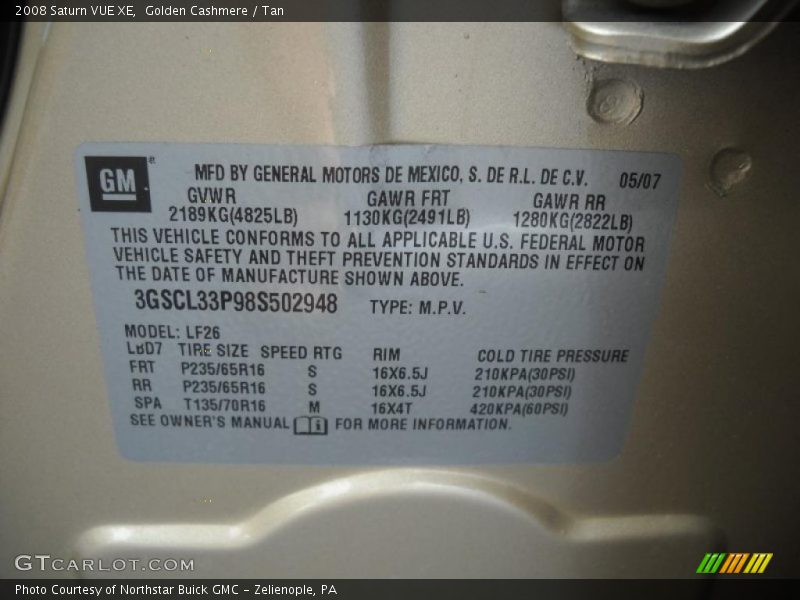 2008 Saturn VUE XE, Golden Cashmere / Tan
GM
MFD BY GENERAL MOTORS DE MEXICO, S. DE R.L. DE C.V. 05/07
GVWR GAWR FRT GAWR RR
2189KG(4825LB) 1130KG(2491LB) 1280KG(2822LB)
THIS VEHICLE CONFORMS TO ALL APPLICABLE U.S. FEDERAL MOTOR
VEHICLE SAFETY AND THEFT PREVENTION STANDARDS IN EFFECT ON
THE DATE OF MANUFACTURE SHOWN ABOVE.
3GSCL33P98S502948 TYPE: M.P.V.
MODEL: LF26
LBD7 TIRE SIZE SPEED RTG RIM COLD TIRE PRESSURE
FRT P235/65R16 S 16X6.5J 210KPA(30PSI)
RR P235/65R16 S 16X6.5J 210KPA(30PSI)
SPA T135/70R16 M 16X4T 420KPA(60PSI)
SEE OWNER'S MANUAL FOR MORE INFORMATION.
GTCARLOT.COM
Photo Courtesy of Northstar Buick GMC - Zelienople, PA